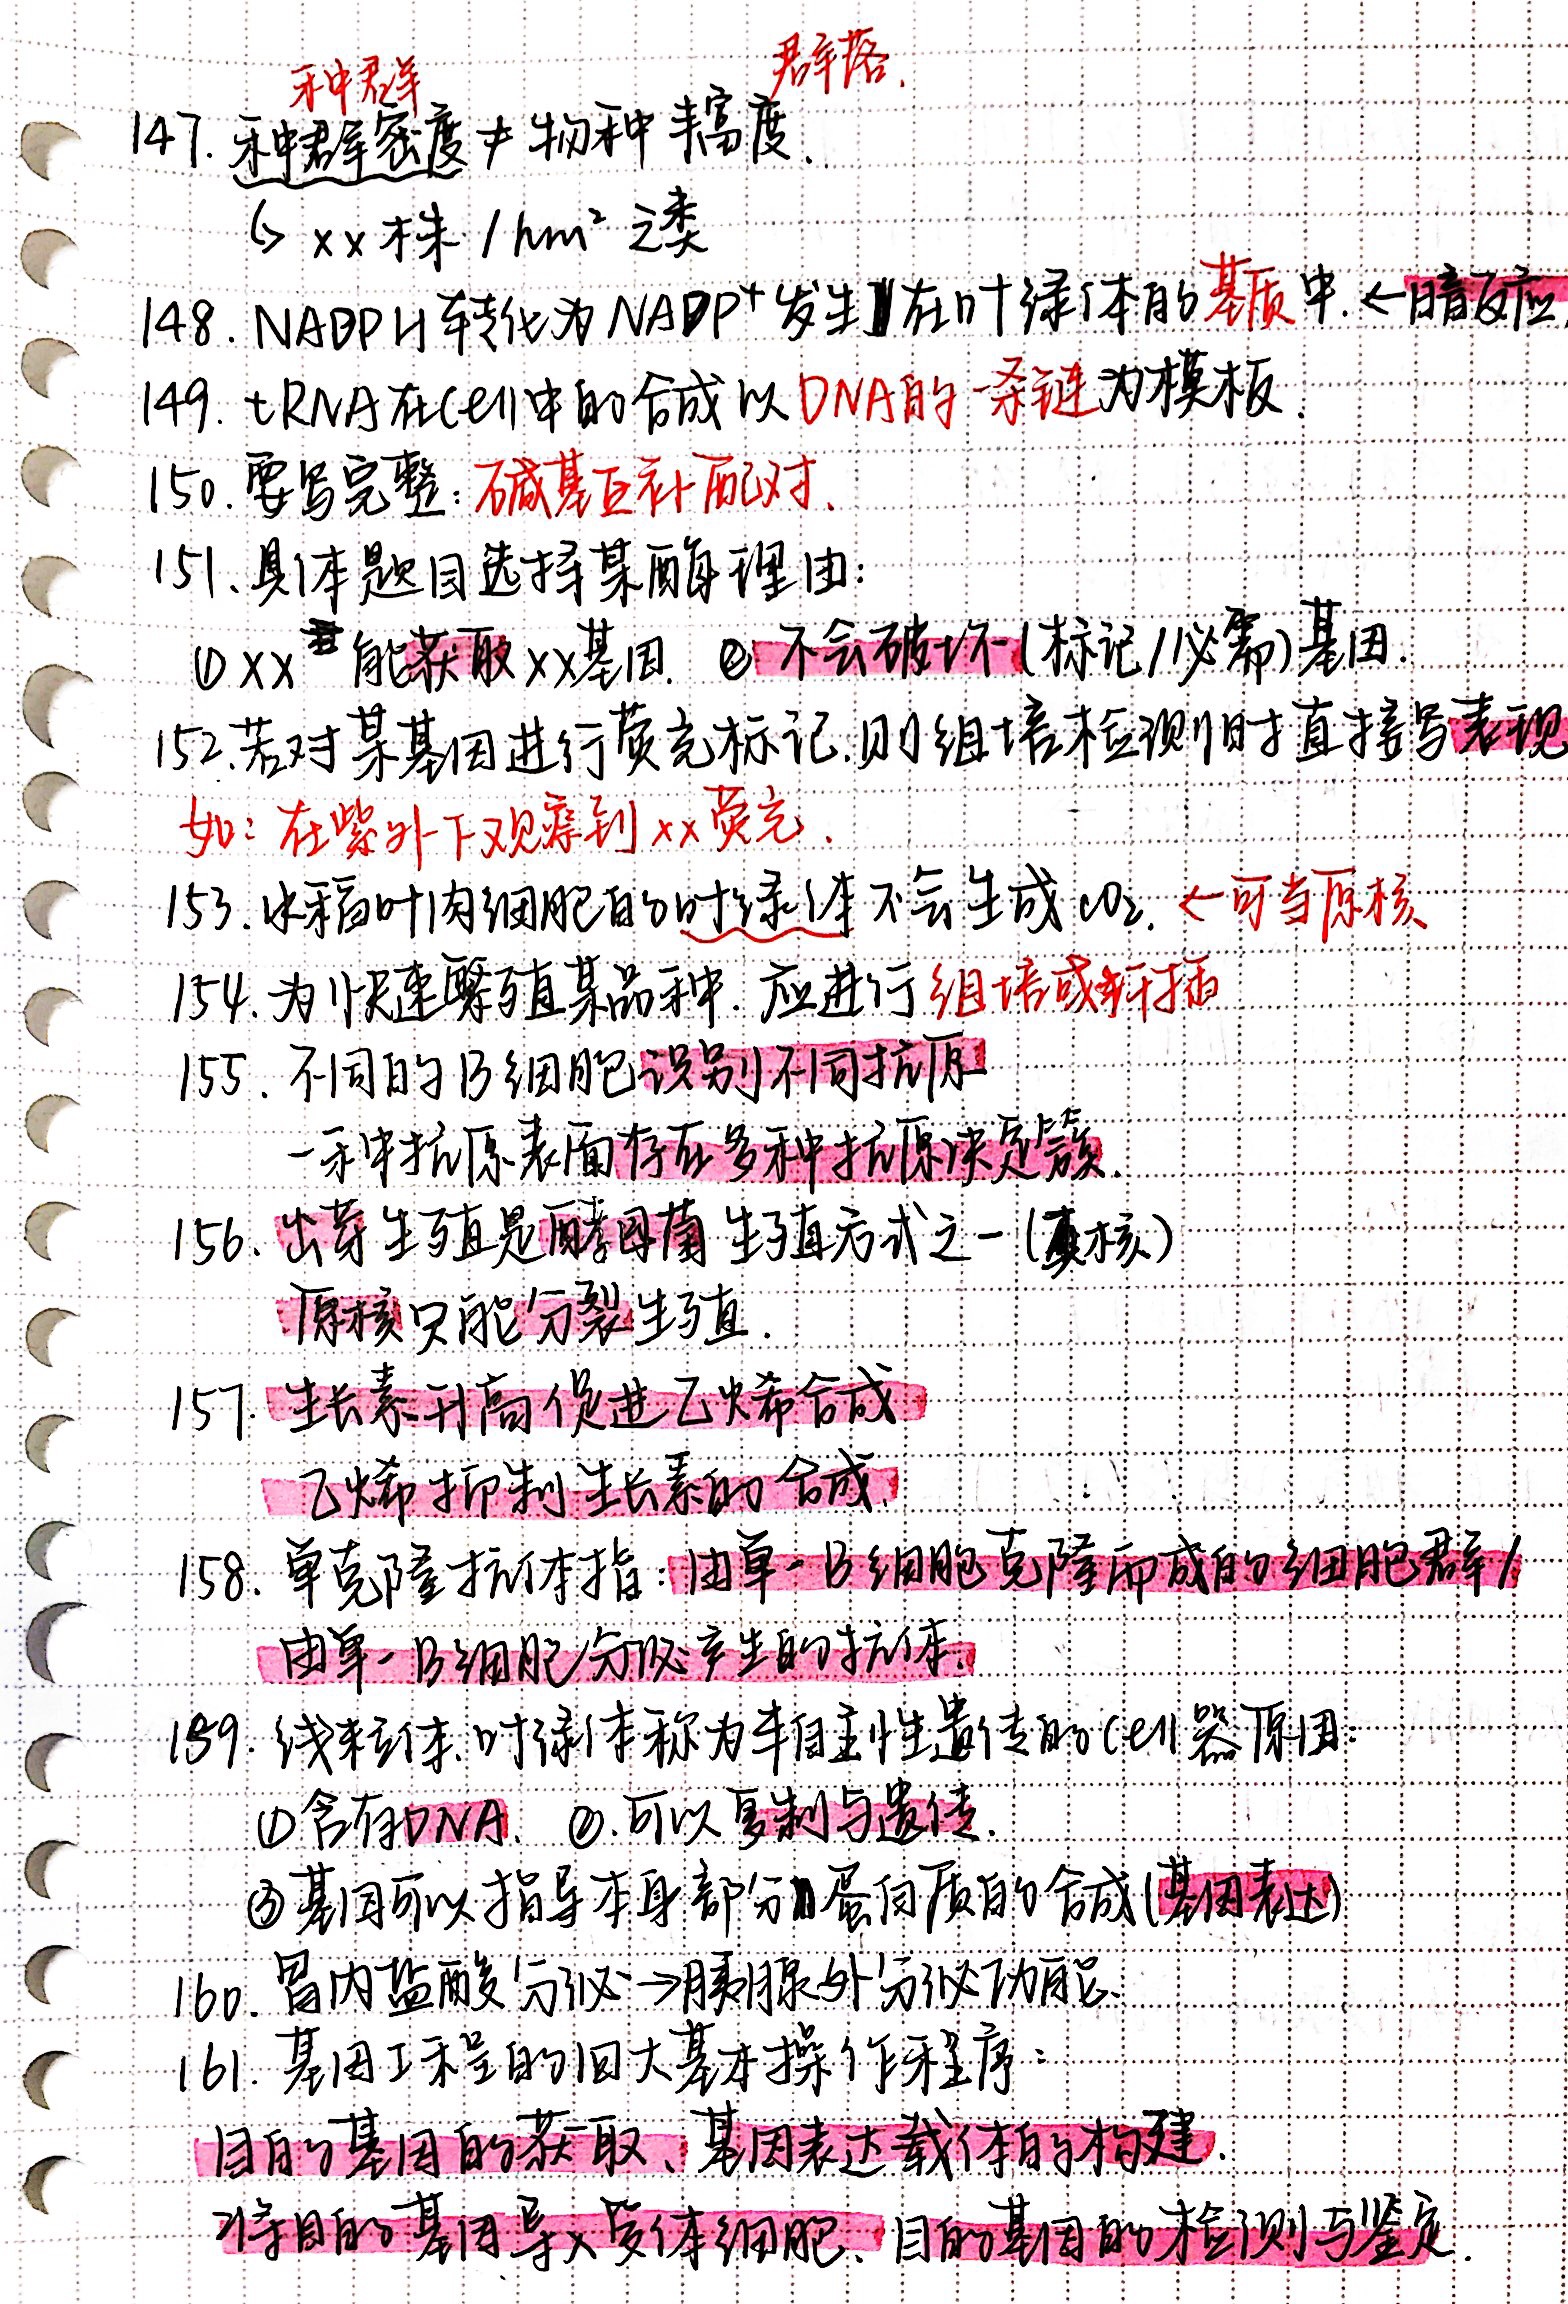 种群 群落.
147. 种群密度≠物种丰富度.
↳ xx株/hm² 之类
148. NADPH转化为NADP⁺发生在叶绿体的基质中. ←暗反应.
149. tRNA在cell中的合成以DNA的一条链为模板.
150. 要写完整: 碱基互补配对.
151、具体题目选择某酶理由:
①xx能获取xx基因. ②不会破坏(标记/必需)基因.
152.若对某基因进行荧光标记.则组培检测时直接写表现
如: 在紫外下观察到xx荧光.
153.水稻叶肉细胞的叶绿体不会生成CO₂. ←可当原核
154.为快速繁殖某品种. 应进行组培或扦插
155. 不同的B细胞识别不同抗原
一种抗原表面存在多种抗原决定簇.
156. 出芽生殖是酵母菌生殖方式之一(真核)
原核只能分裂生殖.
157. 生长素升高促进乙烯合成
乙烯抑制生长素的合成.
158. 单克隆抗体指: 由单一B细胞克隆而成的细胞群/
由单一B细胞分泌产生的抗体.
159. 线粒体.叶绿体称为半自主性遗传的cell器原因:
①含有DNA. ②.可以复制与遗传.
③基因可以指导本身部分蛋白质的合成(基因表达)
160. 胃内盐酸分泌→胰腺外分泌功能.
161. 基因工程的四大基本操作程序:
目的基因的获取、基因表达载体的构建.
将目的基因导入受体细胞、目的基因的检测与鉴定.